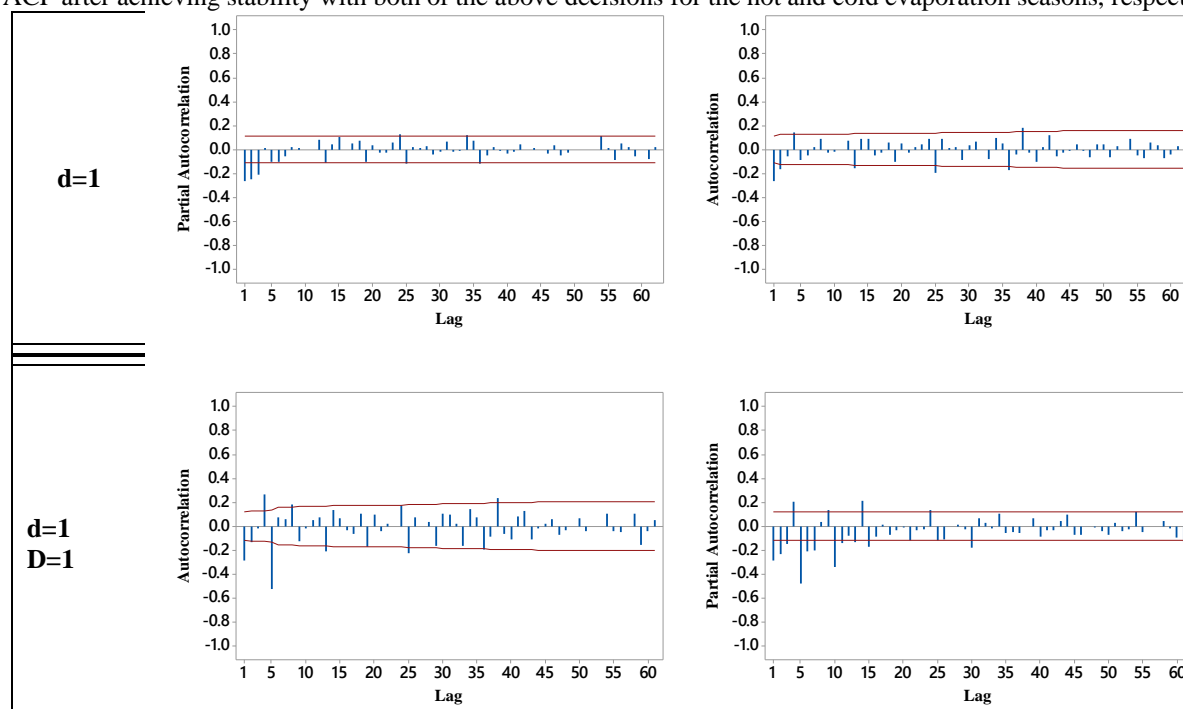 ACF after achieving stability with both of the above decisions for the hot and cold evaporation seasons, respect
d=1
Partial Autocorrelation
1.0
0.8
0.6
0.4
0.2
0.0
-0.2
-0.4
-0.6
-0.8
-1.0
1 5 10 15 20 25 30 35 40 45 50 55 60
Lag
Autocorrelation
1.0
0.8
0.6
0.4
0.2
0.0
-0.2
-0.4
-0.6
-0.8
-1.0
1 5 10 15 20 25 30 35 40 45 50 55 60
Lag
d=1
D=1
Autocorrelation
1.0
0.8
0.6
0.4
0.2
0.0
-0.2
-0.4
-0.6
-0.8
-1.0
1 5 10 15 20 25 30 35 40 45 50 55 60
Lag
Partial Autocorrelation
1.0
0.8
0.6
0.4
0.2
0.0
-0.2
-0.4
-0.6
-0.8
-1.0
1 5 10 15 20 25 30 35 40 45 50 55 60
Lag